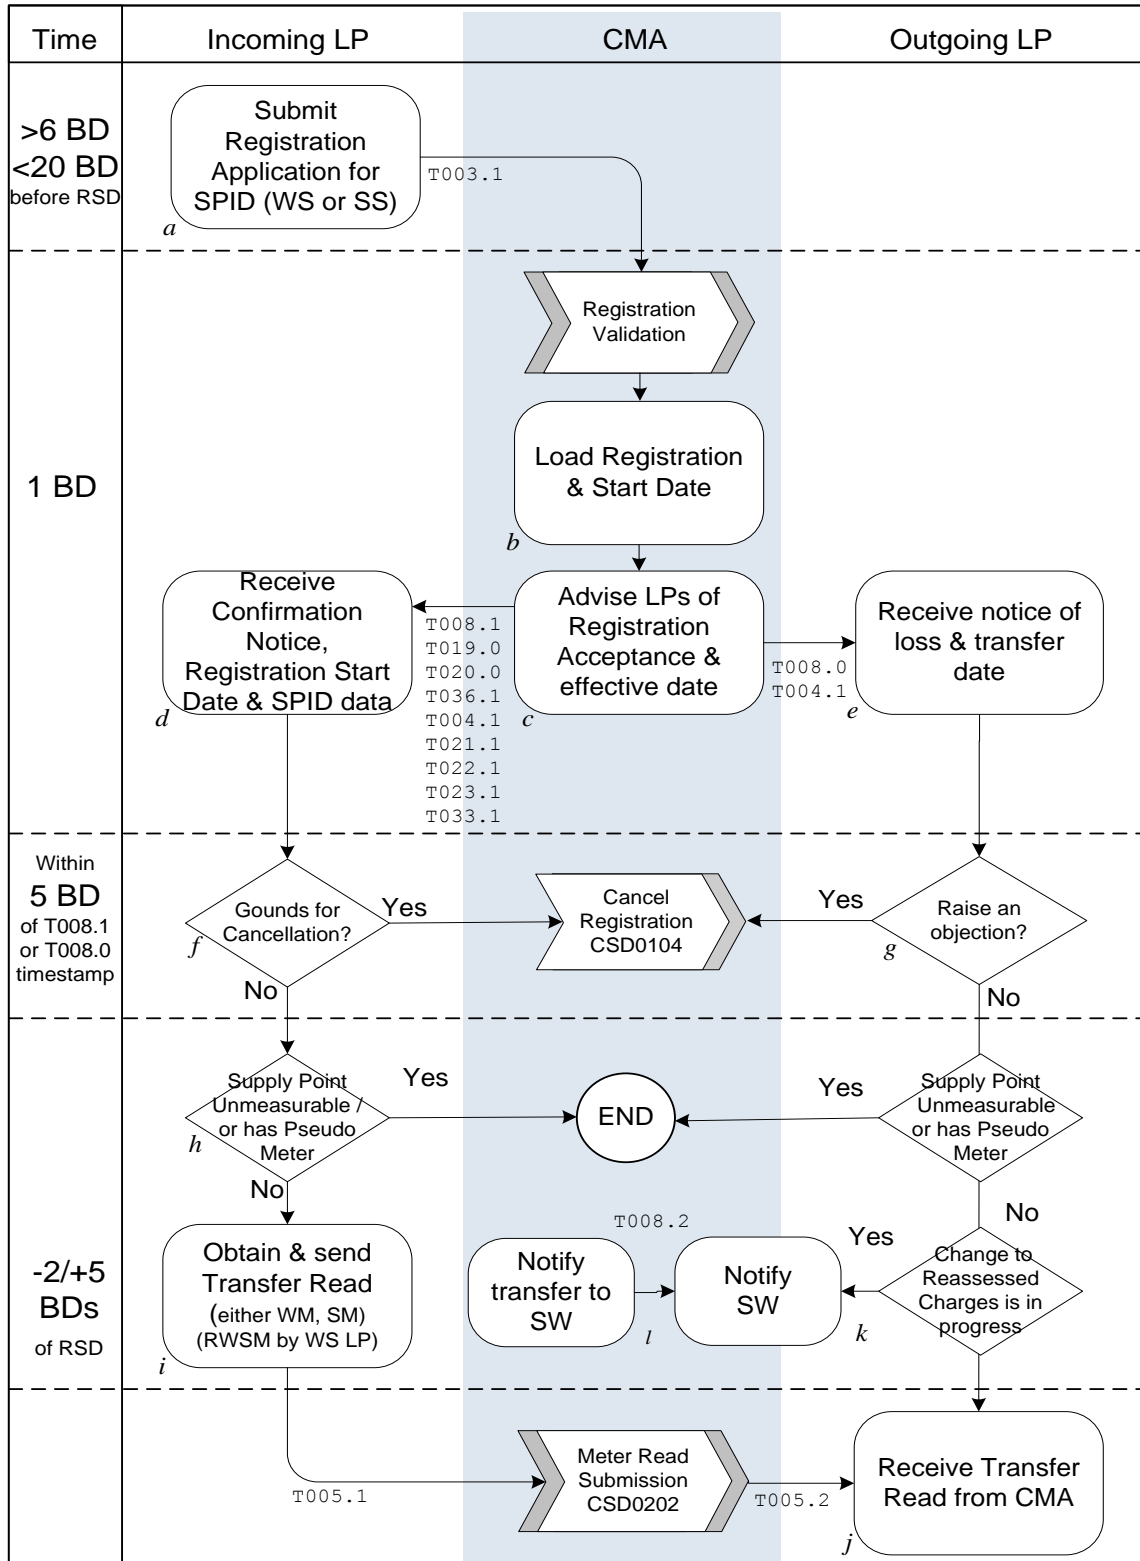 Time
Incoming LP
CMA
Outgoing LP
>6 BD
<20 BD
before RSD
Submit
Registration
Application for
SPID (WS or SS)
a
T003.1
1 BD
Registration
Validation
Load Registration
& Start Date
b
Receive
Confirmation
Notice,
Registration Start
Date & SPID data
d
T008.1
T019.0
T020.0
T036.1
T004.1
T021.1
T022.1
T023.1
T033.1
Advise LPs of
Registration
Acceptance &
effective date
c
T008.0
T004.1
Receive notice of
loss & transfer
date
e
Within
5 BD
of T008.1
or T008.0
timestamp
Gounds for
Cancellation?
f
Yes
No
Cancel
Registration
CSD0104
Yes
Raise an
objection?
g
No
-2/+5
BDs
of RSD
Supply Point
Unmeasurable /
or has Pseudo
Meter
h
Yes
No
END
Yes
Supply Point
Unmeasurable
or has Pseudo
Meter
No
Obtain & send
Transfer Read
(either WM, SM)
(RWSM by WS LP)
i
T008.2
Notify
transfer to
SW
l
Notify
SW
k
Yes
Change to
Reassessed
Charges is in
progress
T005.1
Meter Read
Submission
CSD0202
T005.2
Receive Transfer
Read from CMA
j